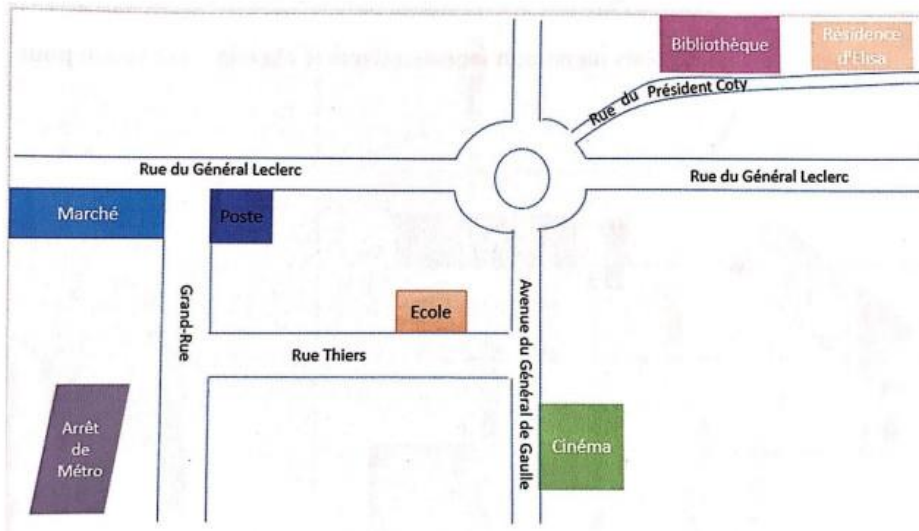 Bibliothèque
Résidence
d'Elisa
Rue du Président Coty
Rue du Général Leclerc
Rue du Général Leclerc
Marché
Poste
Grand-Rue
Ecole
Avenue du Général de Gaulle
Rue Thiers
Arrêt
de
Métro
Cinéma